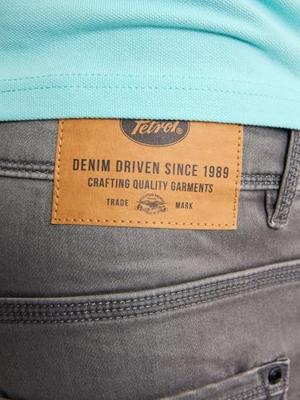 Petrol®
DENIM DRIVEN SINCE 1989
CRAFTING QUALITY GARMENTS
TRADE MARK